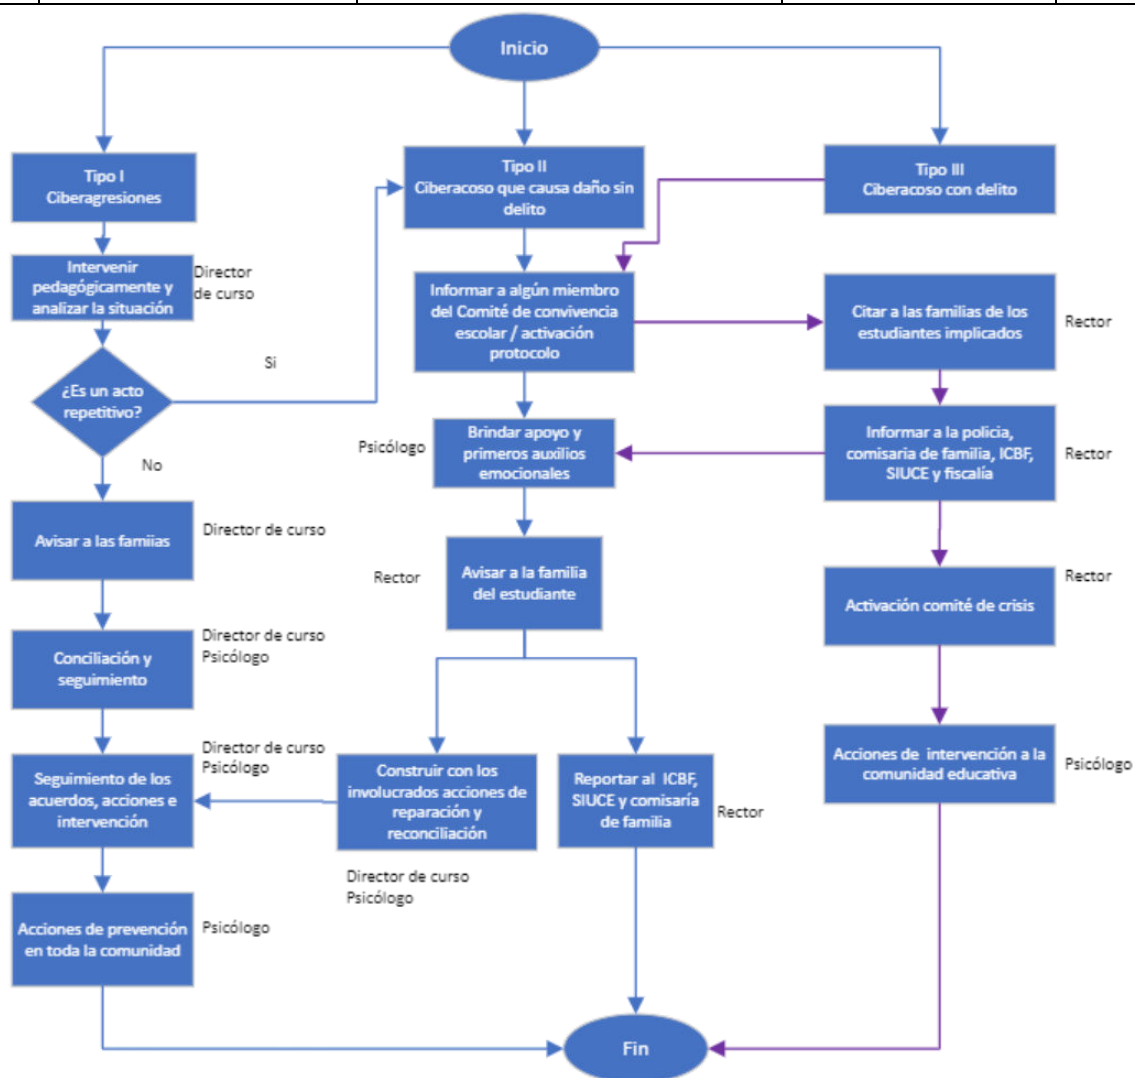 Inicio
Tipo I
Ciberagresiones
Tipo II
Ciberacoso que causa daño sin
delito
Tipo III
Ciberacoso con delito
Intervenir
pedagógicamente y
analizar la situación
Director
de curso
Informar a algún miembro
del Comité de convivencia
escolar / activación
protocolo
Citar a las familias de los
estudiantes implicados
Rector
Si
¿Es un acto
repetitivo?
No
Psicólogo
Brindar apoyo y
primeros auxilios
emocionales
Informar a la policia,
comisaria de familia, ICBF,
SIUCE y fiscalía
Rector
Avisar a las famiias
Director de curso
Rector
Avisar a la familia
del estudiante
Activación comité de crisis
Rector
Conciliación y
seguimiento
Director de curso
Psicólogo
Seguimiento de los
acuerdos, acciones e
intervención
Director de curso
Psicólogo
Construir con los
involucrados acciones de
reparación y
reconciliación
Director de curso
Psicólogo
Reportar al ICBF,
SIUCE y comisaría
de familia
Rector
Acciones de intervención a la
comunidad educativa
Psicólogo
Acciones de prevención
en toda la comunidad
Psicólogo
Fin